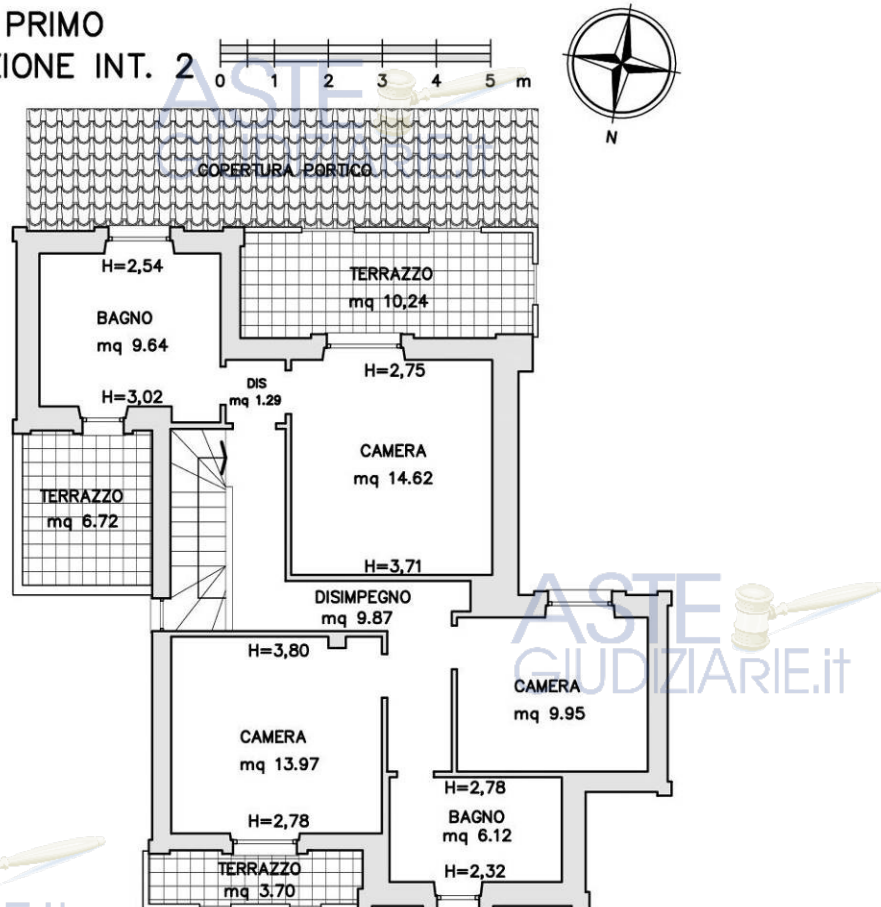 PRIMO
ZIONE INT. 2
0 1 2 3 4 5 m
N
ASTE
GIUDIZIARIE.it
COPERTURA PORTICO
H=2,54
BAGNO
mq 9.64
H=3,02
TERRAZZO
mq 10,24
DIS
mq 1.29
H=2,75
CAMERA
mq 14.62
H=3,71
TERRAZZO
mq 6.72
DISIMPEGNO
mq 9.87
ASTE
GIUDIZIARIE.it
H=3,80
CAMERA
mq 13.97
H=2,78
CAMERA
mq 9.95
H=2,78
BAGNO
mq 6.12
H=2,32
TERRAZZO
mq 3.70